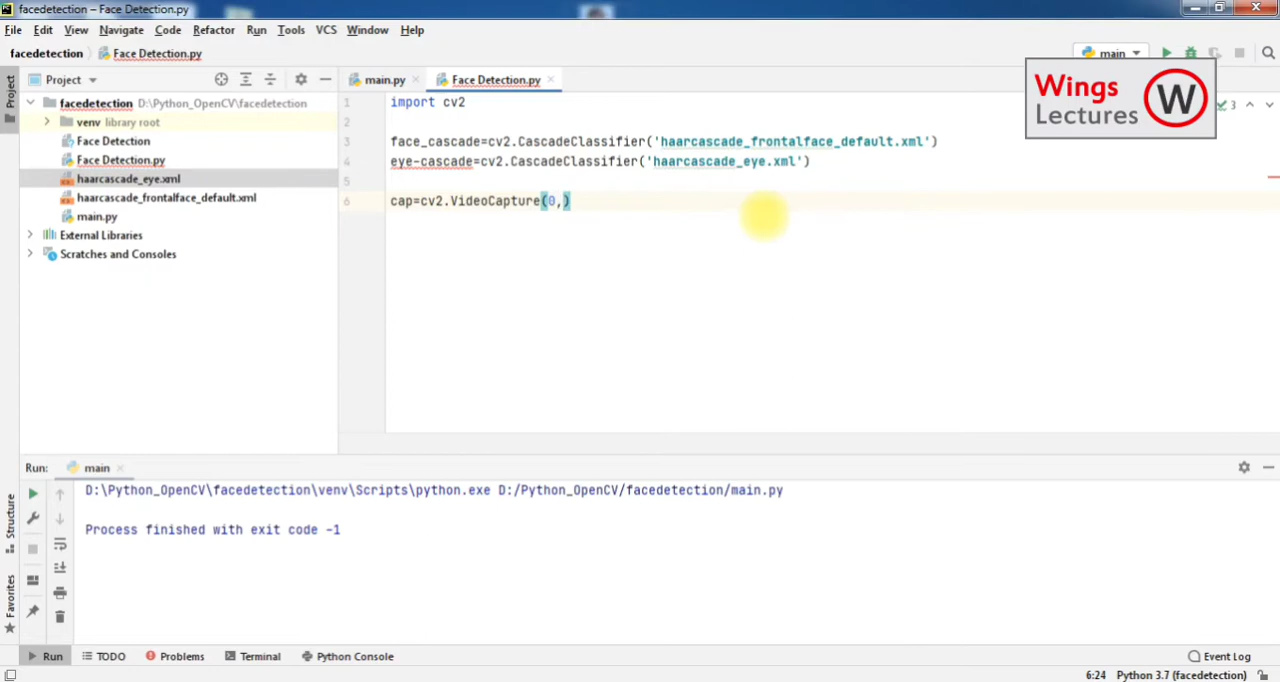 facedetection – Face Detection.py
File Edit View Navigate Code Refactor Run Tools VCS Window Help
facedetection Face Detection.py main
Project main.py Face Detection.py
Wings
Lectures W
Project
facedetection D:\Python_OpenCV\facedetection
venv library root
Face Detection
Face Detection.py
haarcascade_eye.xml
haarcascade_frontalface_default.xml
main.py
External Libraries
Scratches and Consoles
1 import cv2
2
3 face_cascade=cv2.CascadeClassifier('haarcascade_frontalface_default.xml')
4 eye-cascade=cv2.CascadeClassifier('haarcascade_eye.xml')
5
6 cap=cv2.VideoCapture(0,)
3
Run: main
D:\Python_OpenCV\facedetection\venv\Scripts\python.exe D:/Python_OpenCV/facedetection/main.py
Process finished with exit code -1
Structure
Favorites
Run TODO Problems Terminal Python Console Event Log
6:24 Python 3.7 (facedetection)